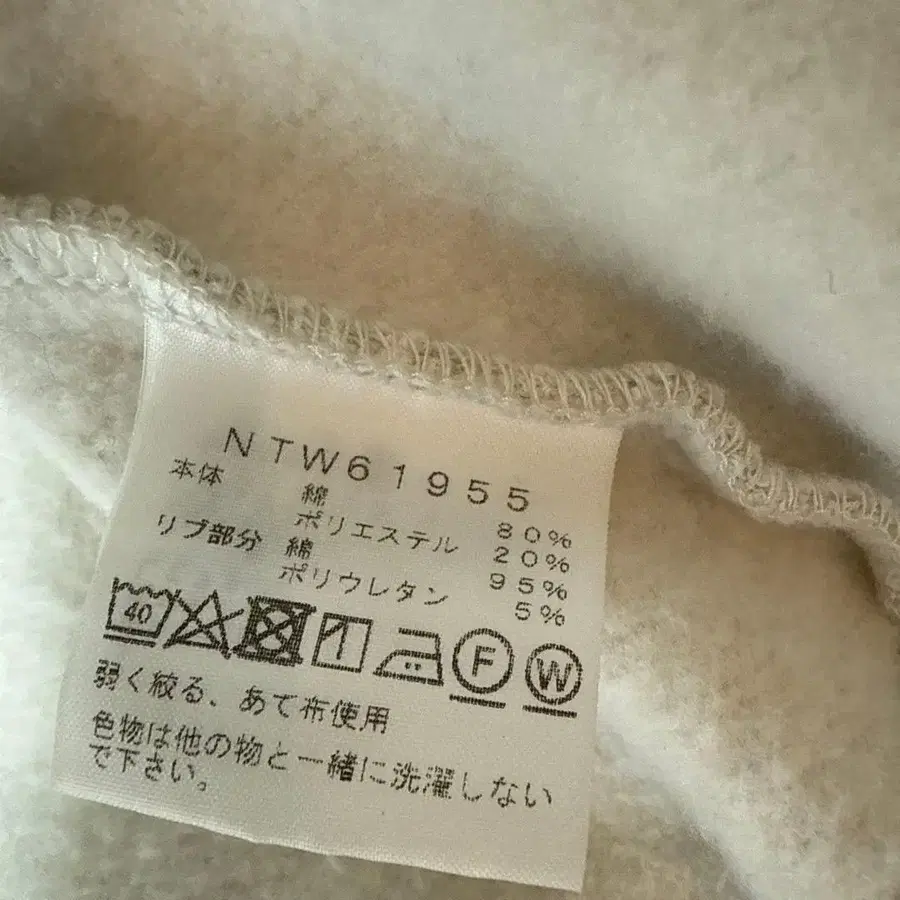 NTW61955
本体 綿 80%
ポリエステル 20%
リブ部分 綿 95%
ポリウレタン 5%
40 F W
弱く絞る、あて布使用
色物は他の物と一緒に洗濯しない
で下さい。